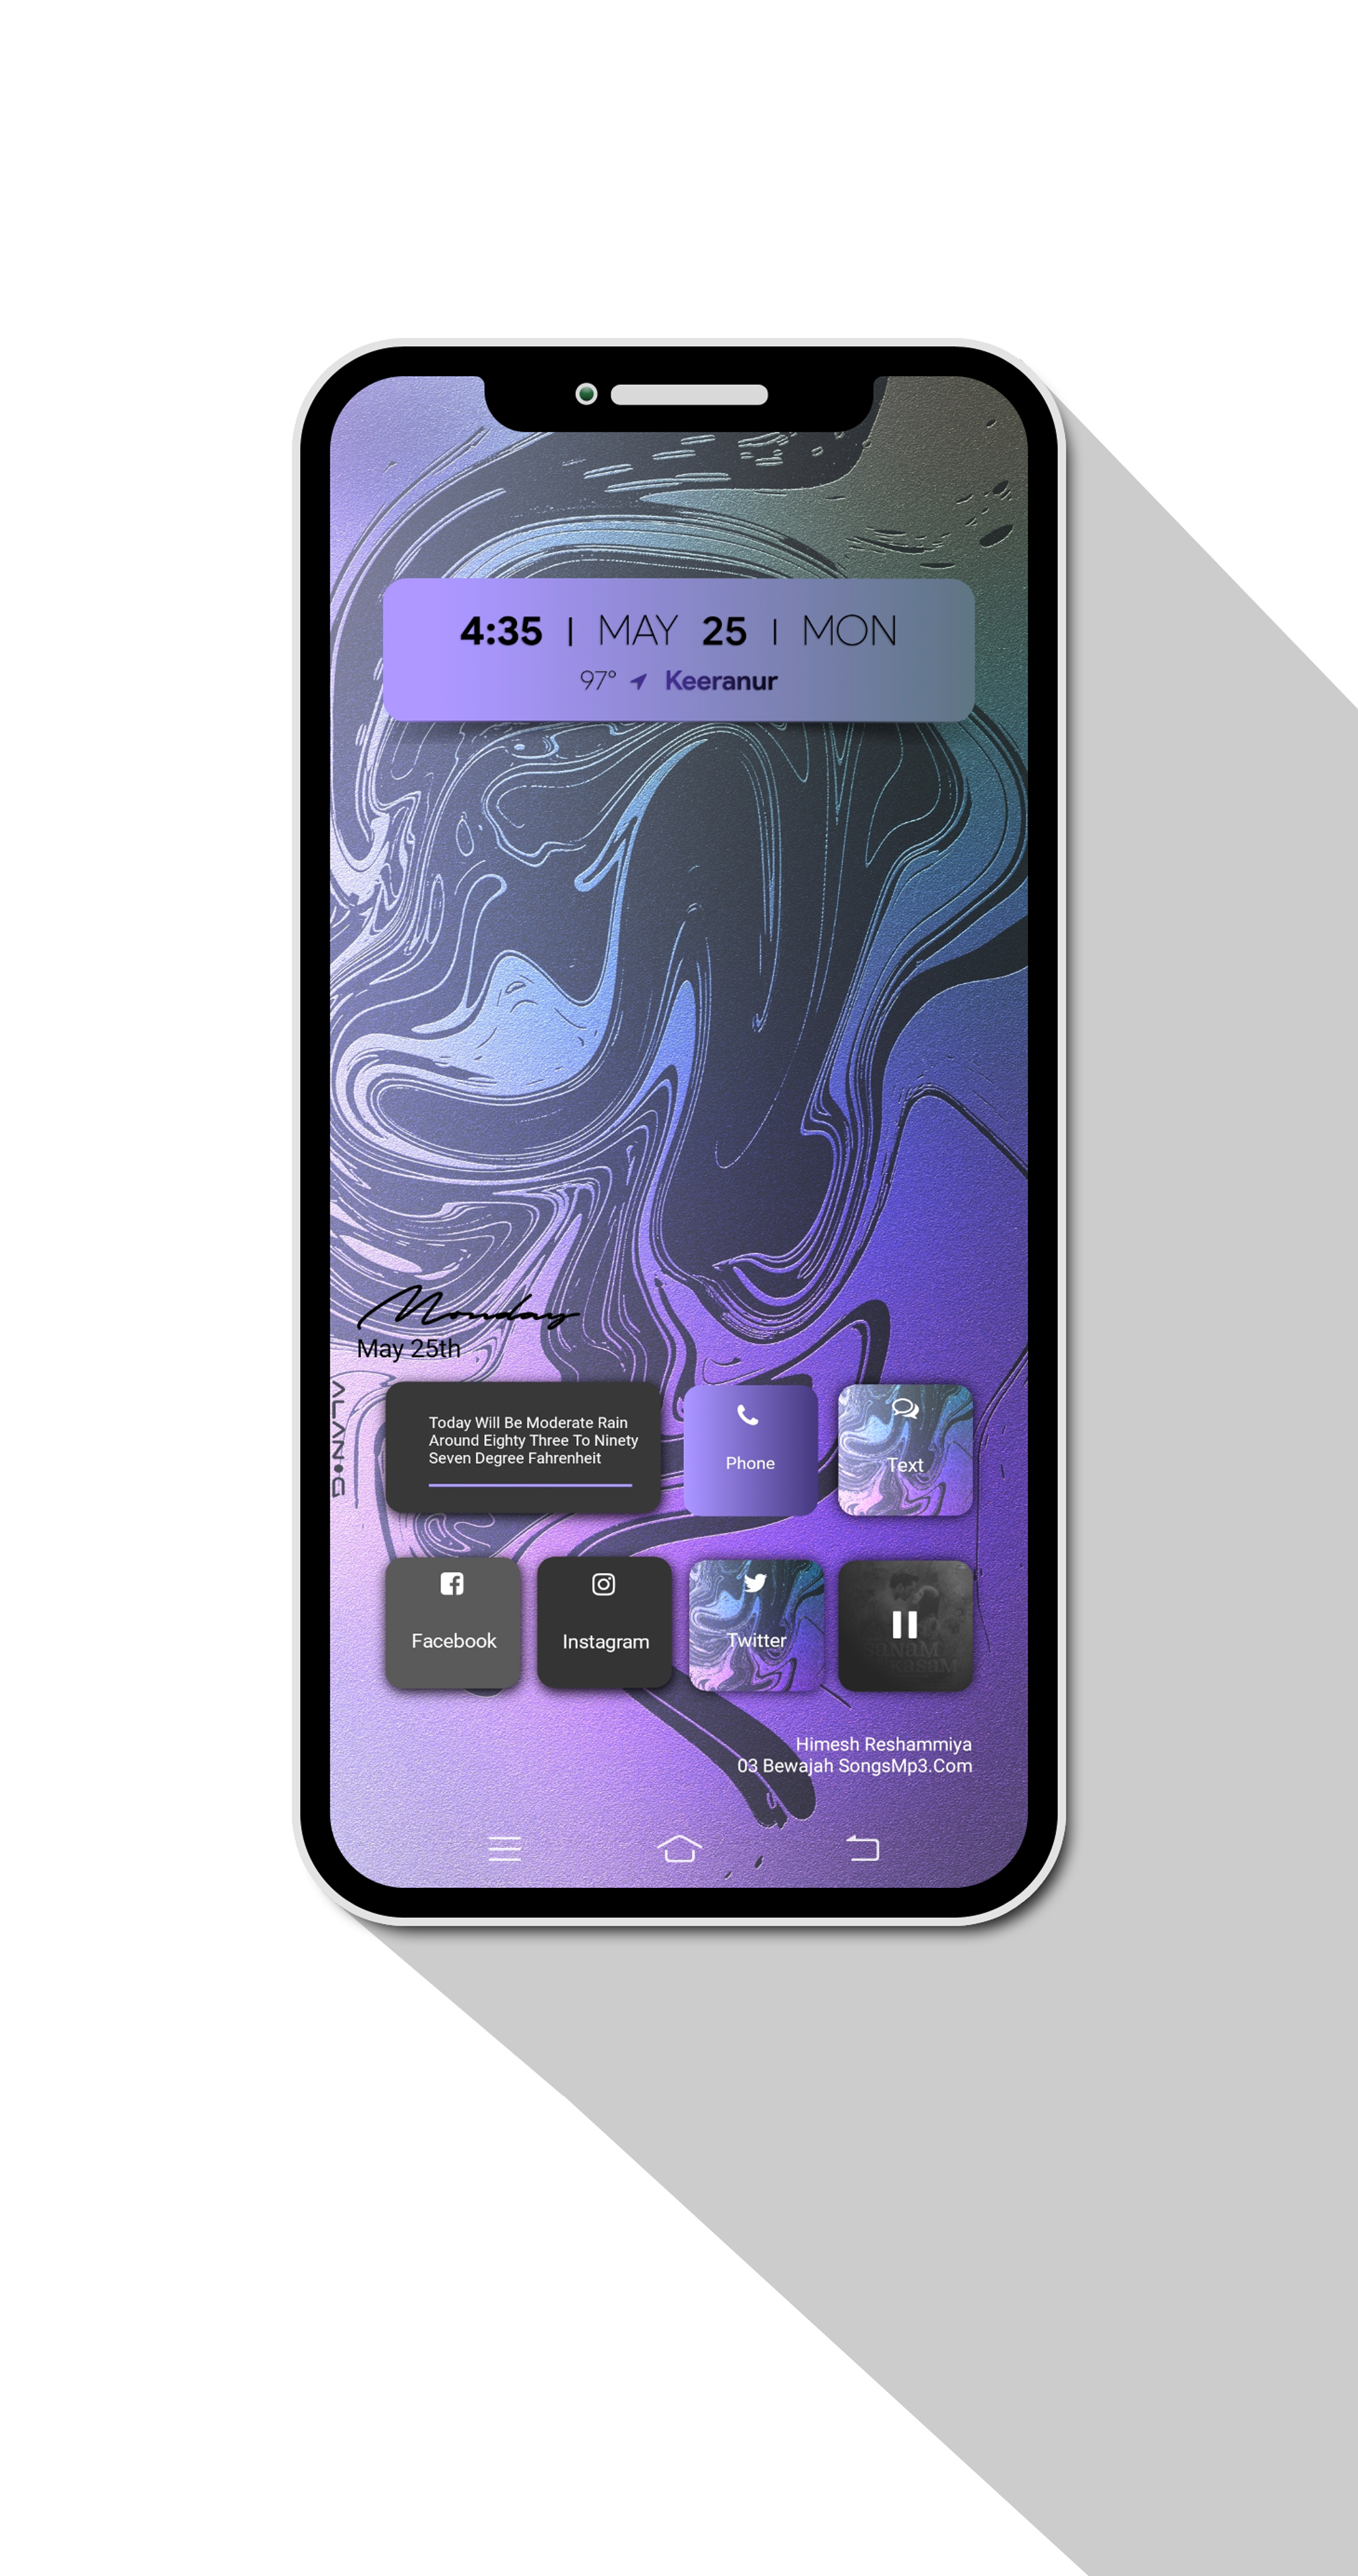 4:35 | MAY 25 | MON
97° Keeranur
Monday
May 25th
ALANG
Today Will Be Moderate Rain
Around Eighty Three To Ninety
Seven Degree Fahrenheit
Phone
Text
Facebook
Instagram
Twitter
SANAM
KASAM
Himesh Reshammiya
03 Bewajah SongsMp3.Com